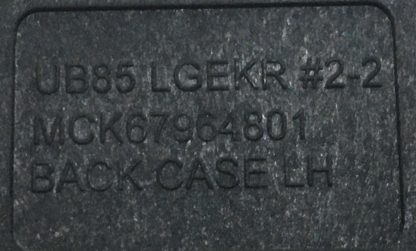 UB85 LGEKR #2-2
MCK67964801
BACK CASE LH